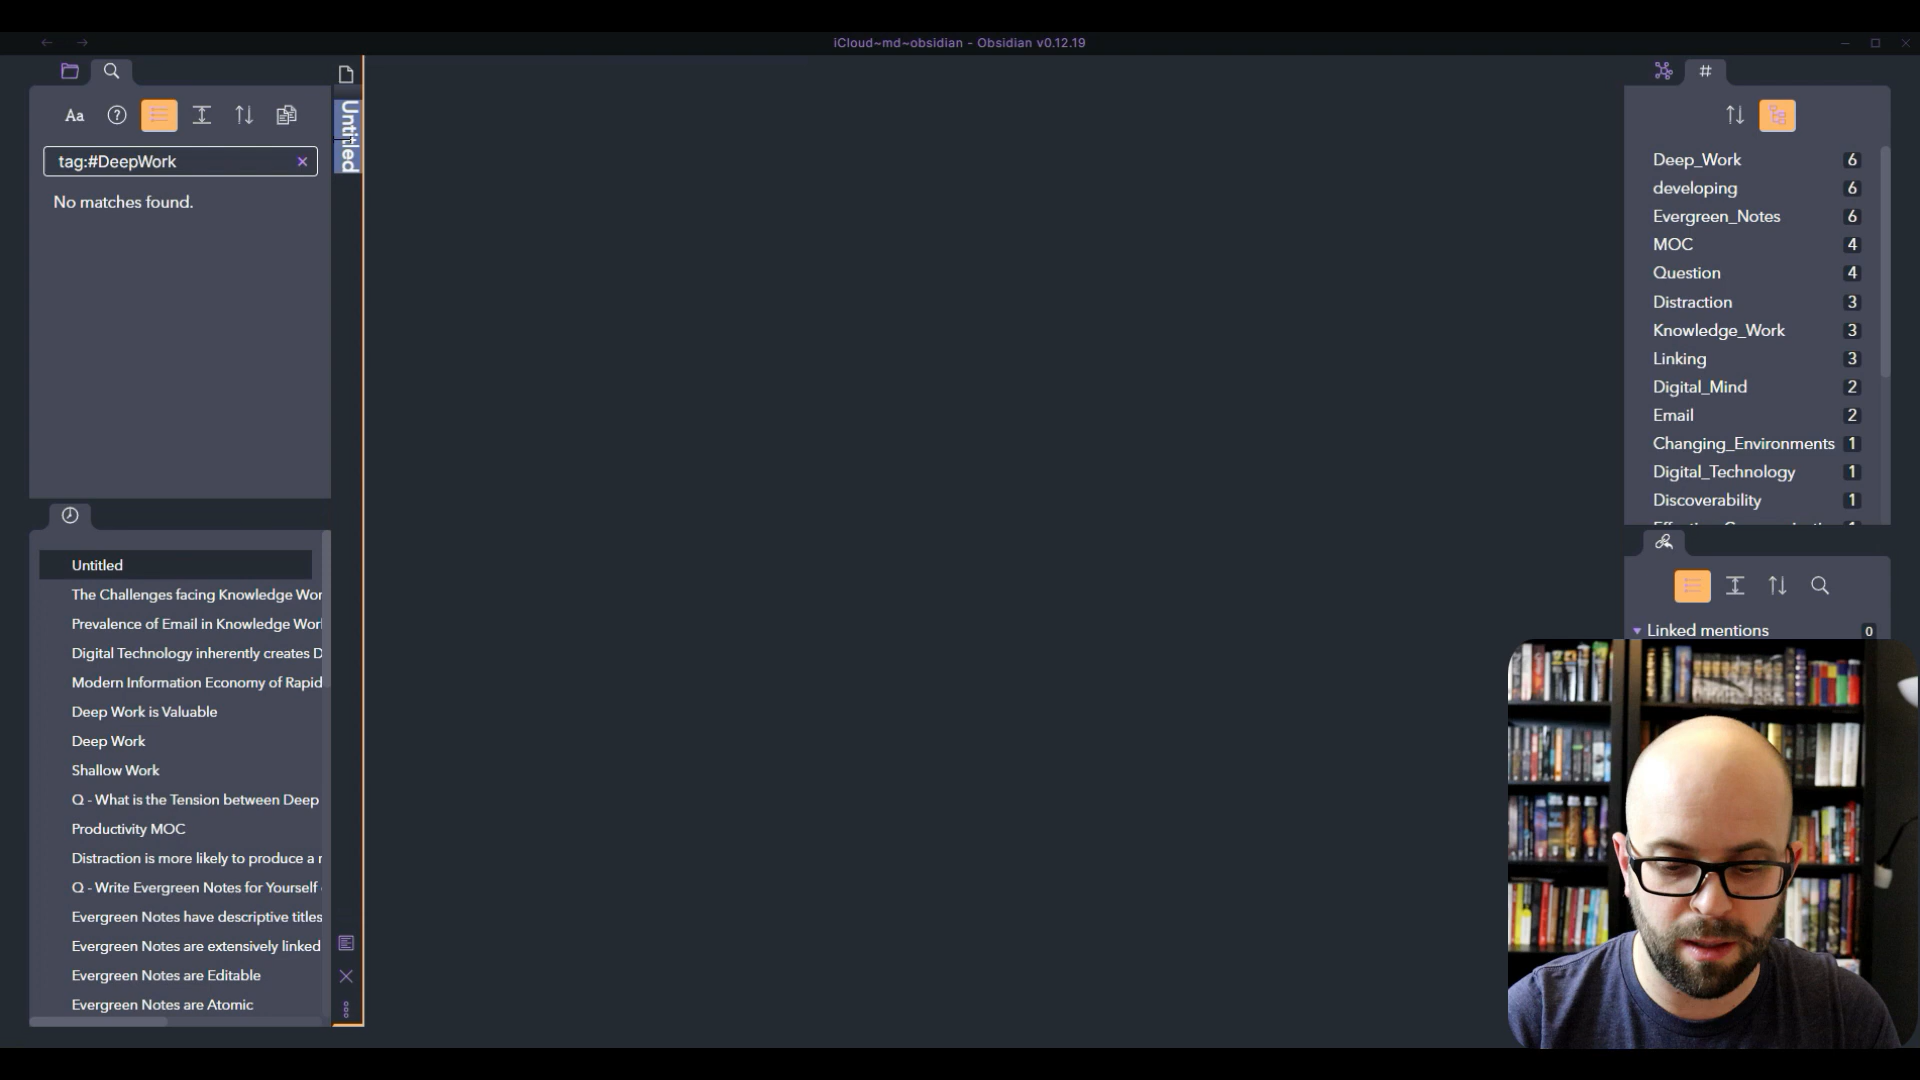 iCloud~md~obsidian - Obsidian v0.12.19
Aa
tag:#DeepWork
No matches found.
Untitled
Untitled
The Challenges facing Knowledge Wor
Prevalence of Email in Knowledge Worl
Digital Technology inherently creates D
Modern Information Economy of Rapid
Deep Work is Valuable
Deep Work
Shallow Work
Q - What is the Tension between Deep
Productivity MOC
Distraction is more likely to produce a r
Q - Write Evergreen Notes for Yourself
Evergreen Notes have descriptive titles
Evergreen Notes are extensively linked
Evergreen Notes are Editable
Evergreen Notes are Atomic
#
Deep_Work 6
developing 6
Evergreen_Notes 6
MOC 4
Question 4
Distraction 3
Knowledge_Work 3
Linking 3
Digital_Mind 2
Email 2
Changing_Environments 1
Digital_Technology 1
Discoverability 1
Linked mentions 0